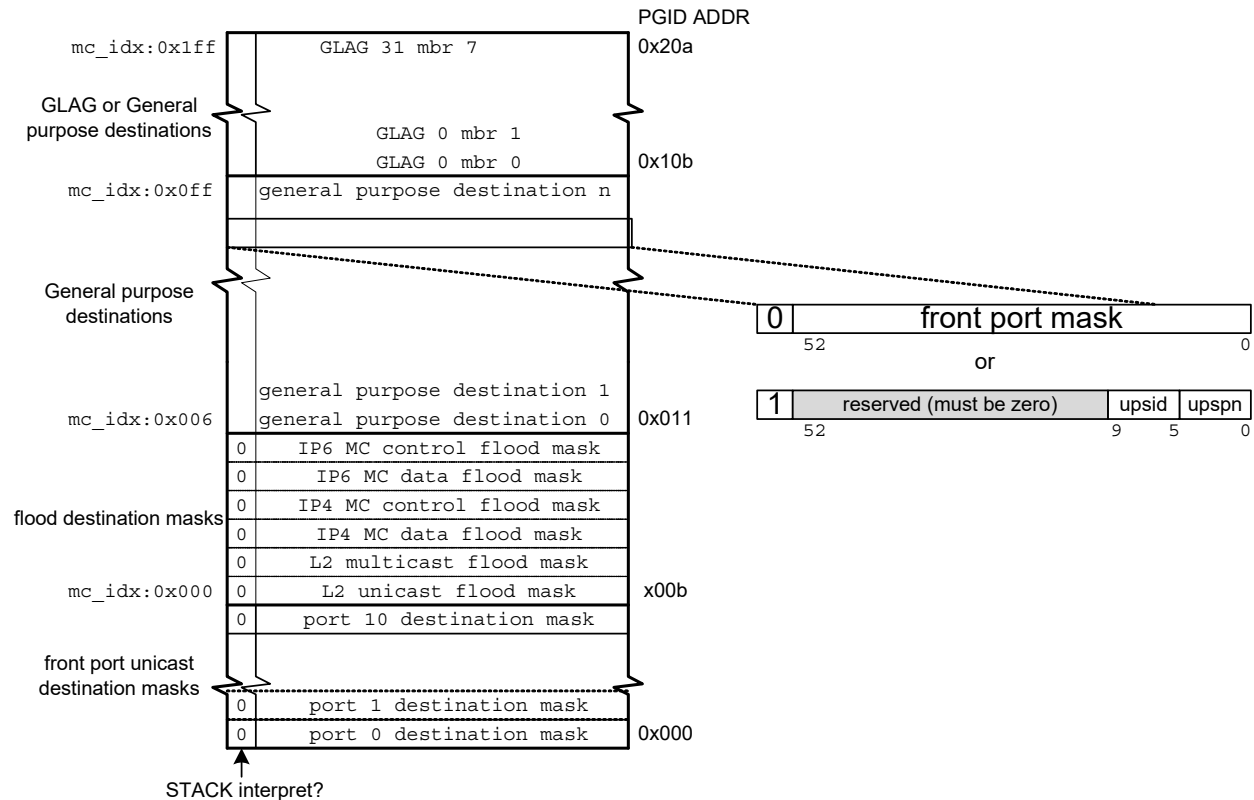 PGID ADDR
mc_idx:0x1ff
GLAG 31 mbr 7
0x20a
GLAG or General
purpose destinations
GLAG 0 mbr 1
GLAG 0 mbr 0
0x10b
mc_idx:0x0ff
general purpose destination n
General purpose
destinations
0
front port mask
52
0
or
1
reserved (must be zero)
upsid
upspn
52
9
5
0
general purpose destination 1
mc_idx:0x006
general purpose destination 0
0x011
0
IP6 MC control flood mask
0
IP6 MC data flood mask
0
IP4 MC control flood mask
flood destination masks
0
IP4 MC data flood mask
0
L2 multicast flood mask
mc_idx:0x000
0
L2 unicast flood mask
x00b
0
port 10 destination mask
front port unicast
destination masks
0
port 1 destination mask
0
port 0 destination mask
0x000
STACK interpret?